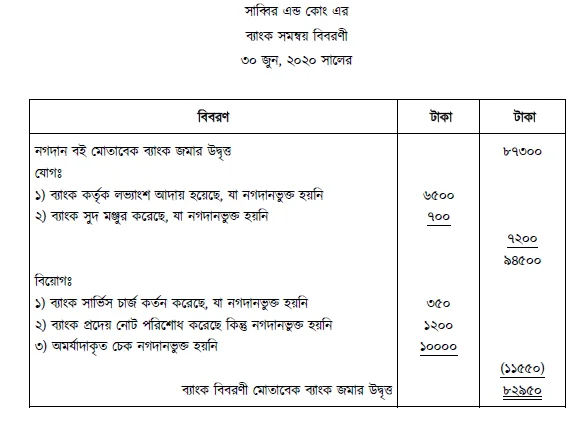 সাব্বির এন্ড কোং এর
ব্যাংক সমন্বয় বিবরণী
৩০ জুন, ২০২০ সালের
বিবরণ টাকা টাকা
নগদান বই মোতাবেক ব্যাংক জমার উদ্বৃত্ত ৮৭৩০০
যোগঃ
১) ব্যাংক কর্তৃক লভ্যাংশ আদায় হয়েছে, যা নগদানভুক্ত হয়নি ৬৫০০
২) ব্যাংক সুদ মঞ্জুর করেছে, যা নগদানভুক্ত হয়নি ৭০০
৭২০০
৯৪৫০০
বিয়োগঃ
১) ব্যাংক সার্ভিস চার্জ কর্তন করেছে, যা নগদানভুক্ত হয়নি ৩৫০
২) ব্যাংক প্রদেয় নোট পরিশোধ করেছে কিন্তু নগদানভুক্ত হয়নি ১২০০
৩) অমর্যাদাকৃত চেক নগদানভুক্ত হয়নি ১০০০০
(১১৫৫০)
ব্যাংক বিবরণী মোতাবেক ব্যাংক জমার উদ্বৃত্ত ৮২৯৫০